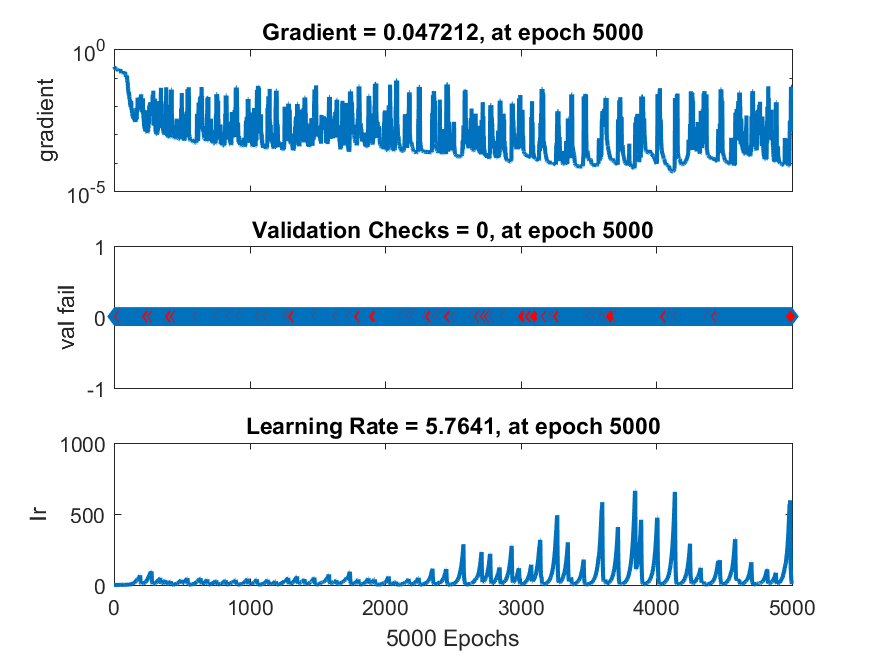 Gradient = 0.047212, at epoch 5000
10^0
gradient
10^-5
Validation Checks = 0, at epoch 5000
1
val fail
0
-1
Learning Rate = 5.7641, at epoch 5000
1000
lr
500
0
0 1000 2000 3000 4000 5000
5000 Epochs